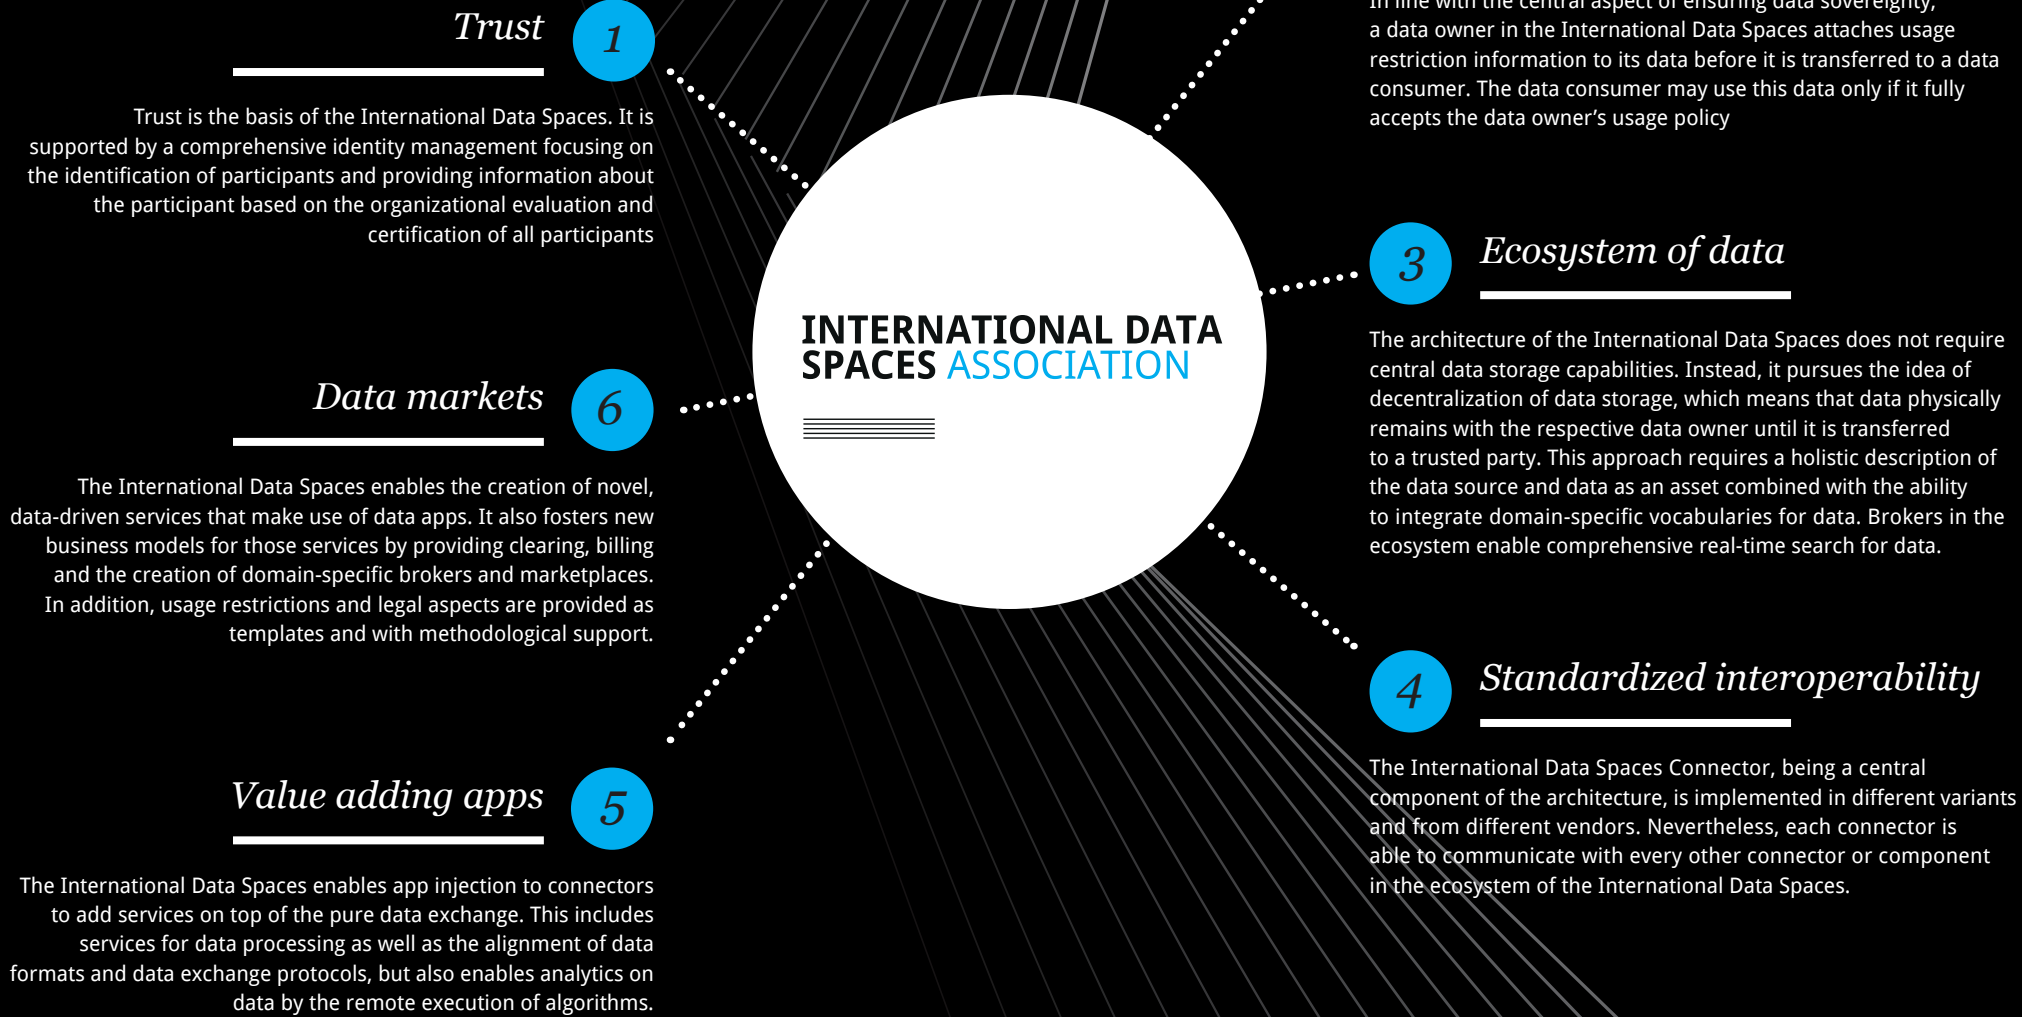 Trust
1
Trust is the basis of the International Data Spaces. It is
supported by a comprehensive identity management focusing on
the identification of participants and providing information about
the participant based on the organizational evaluation and
certification of all participants
In line with the central aspect of ensuring data sovereignty,
a data owner in the International Data Spaces attaches usage
restriction information to its data before it is transferred to a data
consumer. The data consumer may use this data only if it fully
accepts the data owner’s usage policy
3
Ecosystem of data
The architecture of the International Data Spaces does not require
central data storage capabilities. Instead, it pursues the idea of
decentralization of data storage, which means that data physically
remains with the respective data owner until it is transferred
to a trusted party. This approach requires a holistic description of
the data source and data as an asset combined with the ability
to integrate domain-specific vocabularies for data. Brokers in the
ecosystem enable comprehensive real-time search for data.
INTERNATIONAL DATA
SPACES ASSOCIATION
4
Standardized interoperability
The International Data Spaces Connector, being a central
component of the architecture, is implemented in different variants
and from different vendors. Nevertheless, each connector is
able to communicate with every other connector or component
in the ecosystem of the International Data Spaces.
Value adding apps
5
The International Data Spaces enables app injection to connectors
to add services on top of the pure data exchange. This includes
services for data processing as well as the alignment of data
formats and data exchange protocols, but also enables analytics on
data by the remote execution of algorithms.
Data markets
6
The International Data Spaces enables the creation of novel,
data-driven services that make use of data apps. It also fosters new
business models for those services by providing clearing, billing
and the creation of domain-specific brokers and marketplaces.
In addition, usage restrictions and legal aspects are provided as
templates and with methodological support.